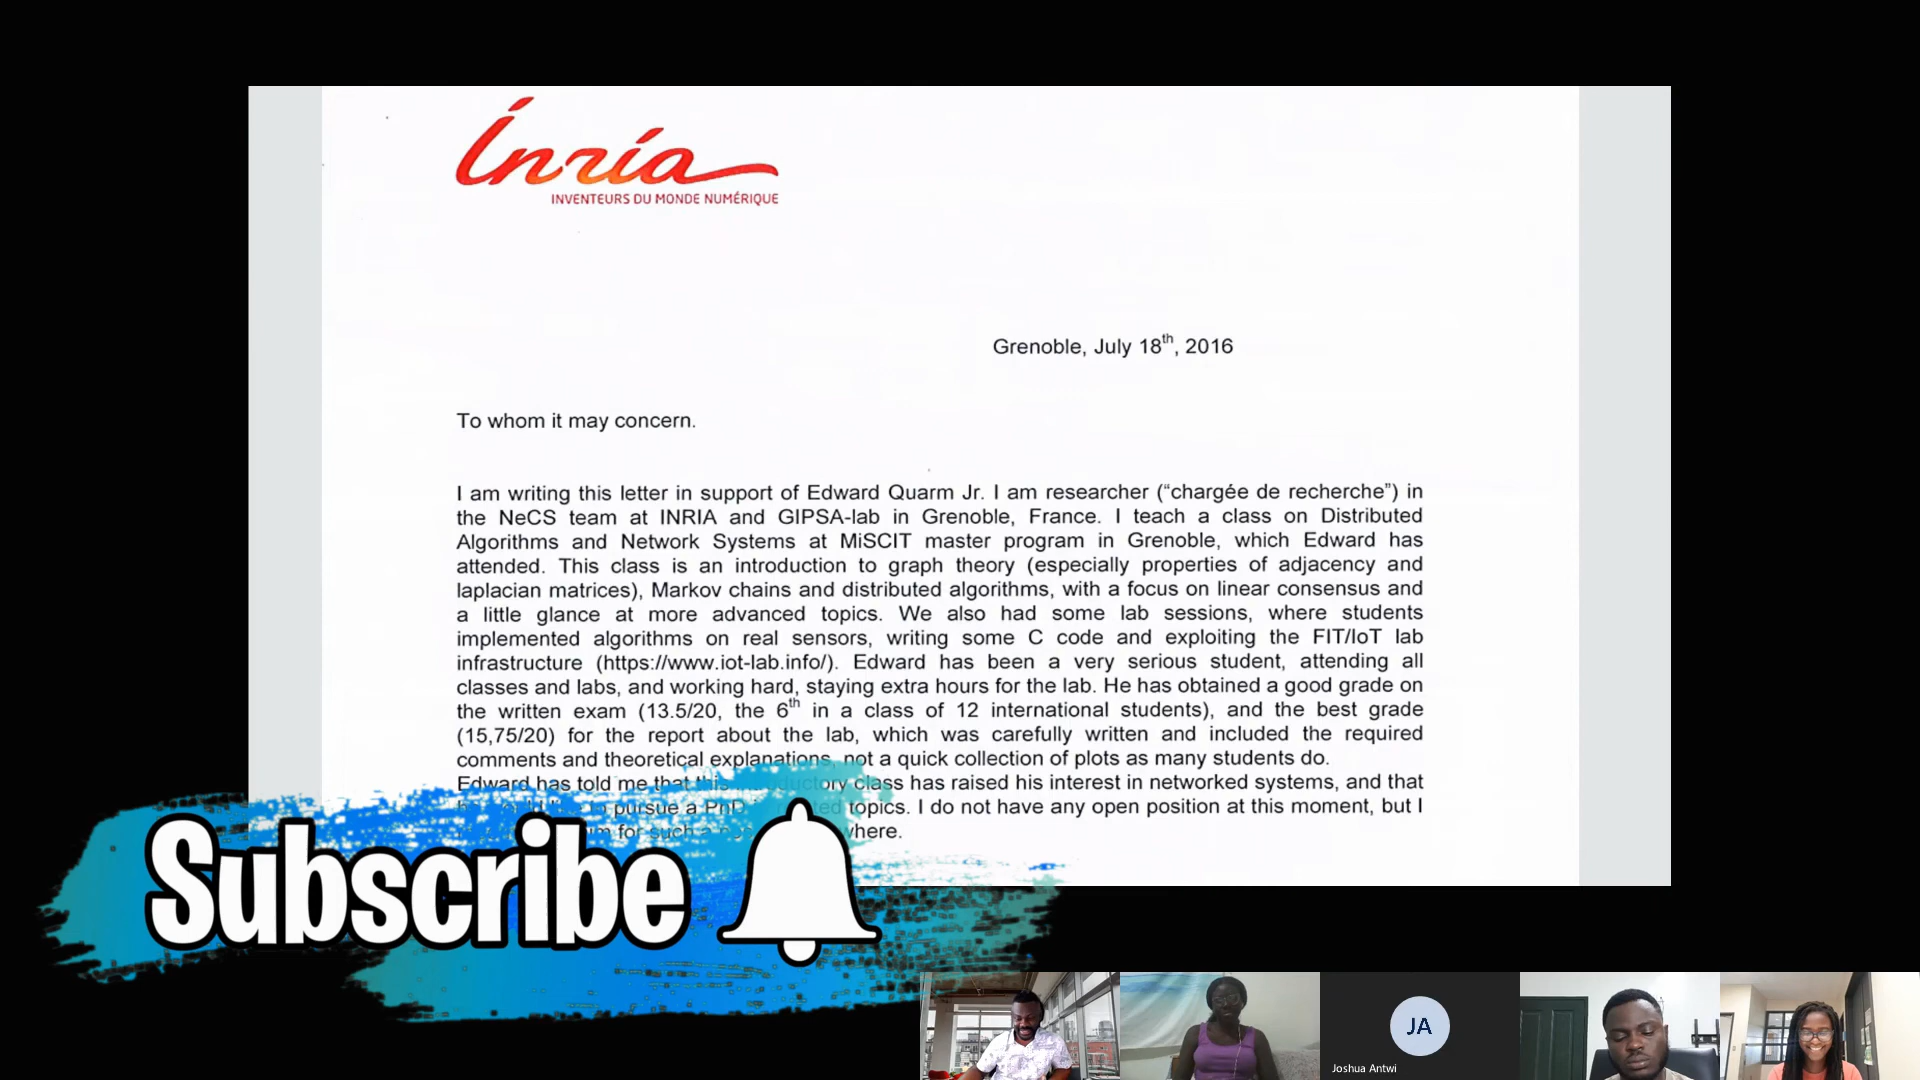 Inria
INVENTEURS DU MONDE NUMÉRIQUE
Grenoble, July 18th, 2016
To whom it may concern.
I am writing this letter in support of Edward Quarm Jr. I am researcher (“chargée de recherche”) in
the NeCS team at INRIA and GIPSA-lab in Grenoble, France. I teach a class on Distributed
Algorithms and Network Systems at MiSCIT master program in Grenoble, which Edward has
attended. This class is an introduction to graph theory (especially properties of adjacency and
laplacian matrices), Markov chains and distributed algorithms, with a focus on linear consensus and
a little glance at more advanced topics. We also had some lab sessions, where students
implemented algorithms on real sensors, writing some C code and exploiting the FIT/IoT lab
infrastructure (https://www.iot-lab.info/). Edward has been a very serious student, attending all
classes and labs, and working hard, staying extra hours for the lab. He has obtained a good grade on
the written exam (13.5/20, the 6th in a class of 12 international students), and the best grade
(15,75/20) for the report about the lab, which was carefully written and included the required
comments and theoretical explanations, not a quick collection of plots as many students do.
Edward has told me that this introductory class has raised his interest in networked systems, and that
to pursue a PhD topics. I do not have any open position at this moment, but I
for such a
Subscribe
JA
Joshua Antwi